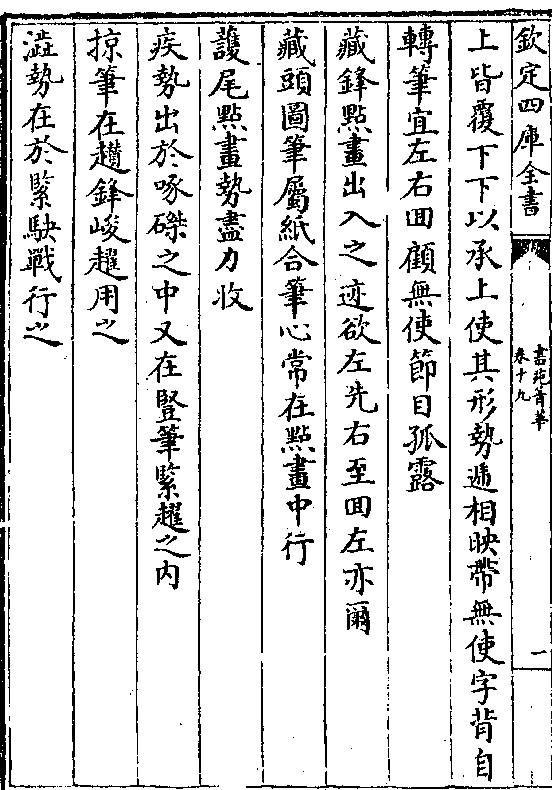 欽定四庫全書
書苑菁華
卷十九
一
上皆覆下下以承上使其形勢遞相映帶無使字背自
轉筆宜左右囬顧無使節目孤露
藏鋒點畫出入之迹欲左先右至囬左亦爾
藏頭圖筆屬紙合筆心常在點畫中行
護尾點畫勢盡力收
疾勢出於啄磔之中又在竪筆緊趯之内
掠筆在趲鋒峻趯用之
澁勢在於緊駃戰行之